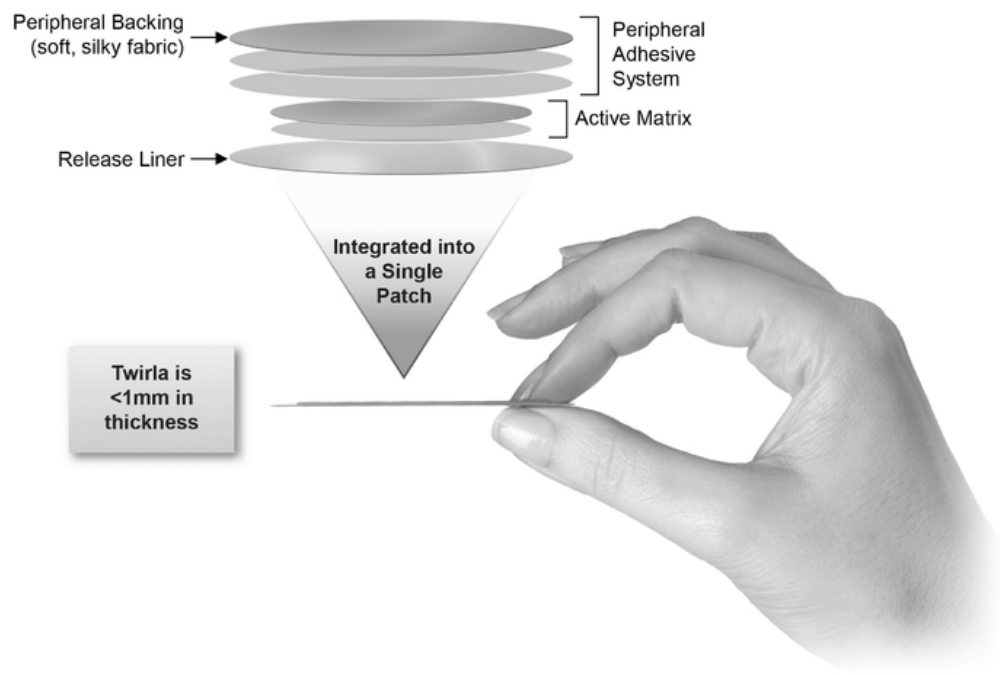 Peripheral Backing
(soft, silky fabric)
Peripheral
Adhesive
System
Active Matrix
Release Liner
Integrated into
a Single
Patch
Twirla is
<1mm in
thickness